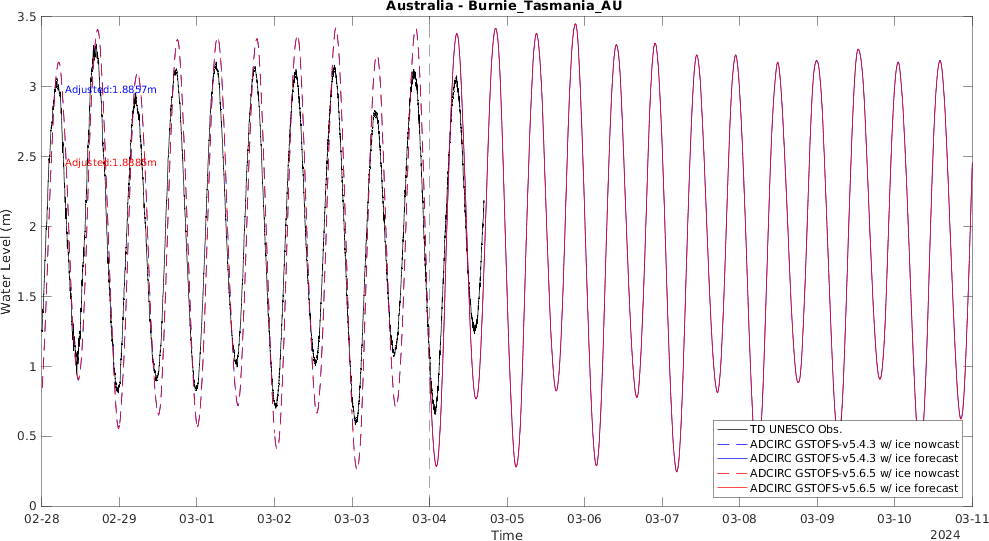 Australia - Burnie_Tasmania_AU
3.5
3
2.5
2
1.5
1
0.5
0
Water Level (m)
Adjusted:1.8857m
Adjusted:1.8385m
TD UNESCO Obs.
ADCIRC GSTOFS-v5.4.3 w/ ice nowcast
ADCIRC GSTOFS-v5.4.3 w/ ice forecast
ADCIRC GSTOFS-v5.6.5 w/ ice nowcast
ADCIRC GSTOFS-v5.6.5 w/ ice forecast
02-28 02-29 03-01 03-02 03-03 03-04 03-05 03-06 03-07 03-08 03-09 03-10 03-11
Time
2024